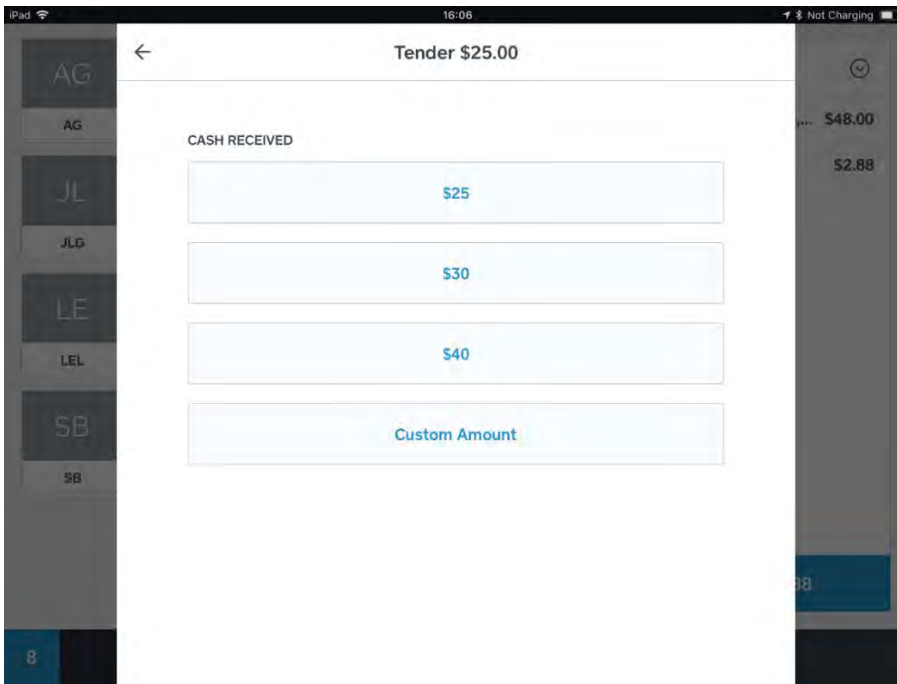 iPad 16:06 Not Charging
Tender $25.00
AG
AG
,... $48.00
CASH RECEIVED
$2.88
$25
JL
JLG
$30
LE
LEL
$40
SB
Custom Amount
SB
88
8